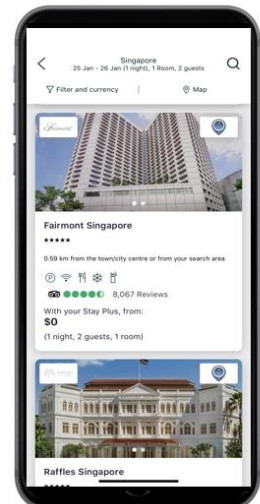 Singapore
25 Jan - 26 Jan (1 night), 1 Room, 2 guests
Filter and currency | Map
Fairmont
Fairmont Singapore
★★★★★
0.59 km from the town/city centre or from your search area
8,067 Reviews
With your Stay Plus, from:
$0
(1 night, 2 guests, 1 room)
RAFFLES
Raffles Singapore